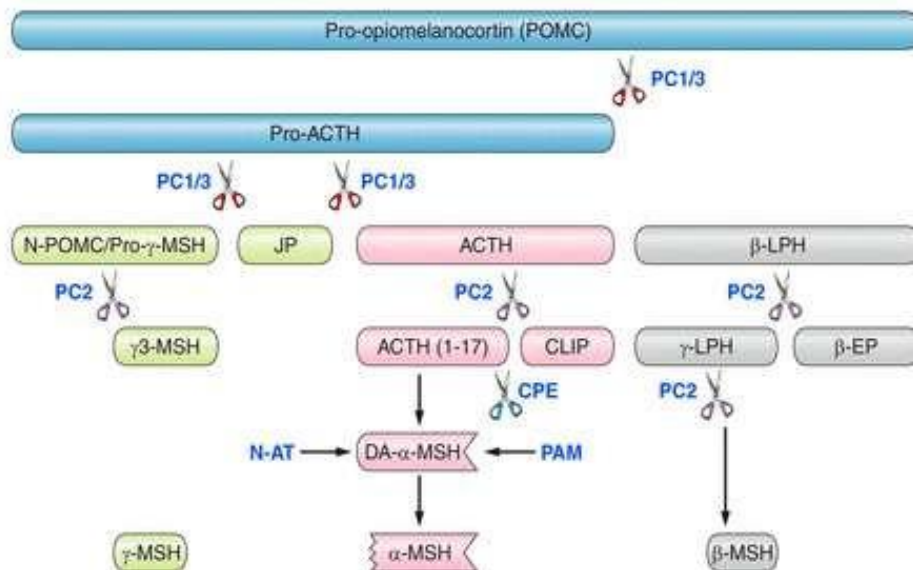 Pro-opiomelanocortin (POMC)
PC1/3
Pro-ACTH
PC1/3 PC1/3
N-POMC/Pro-γ-MSH JP ACTH β-LPH
PC2 PC2 PC2
γ3-MSH ACTH (1-17) CLIP γ-LPH β-EP
CPE PC2
N-AT DA-α-MSH PAM
γ-MSH α-MSH β-MSH